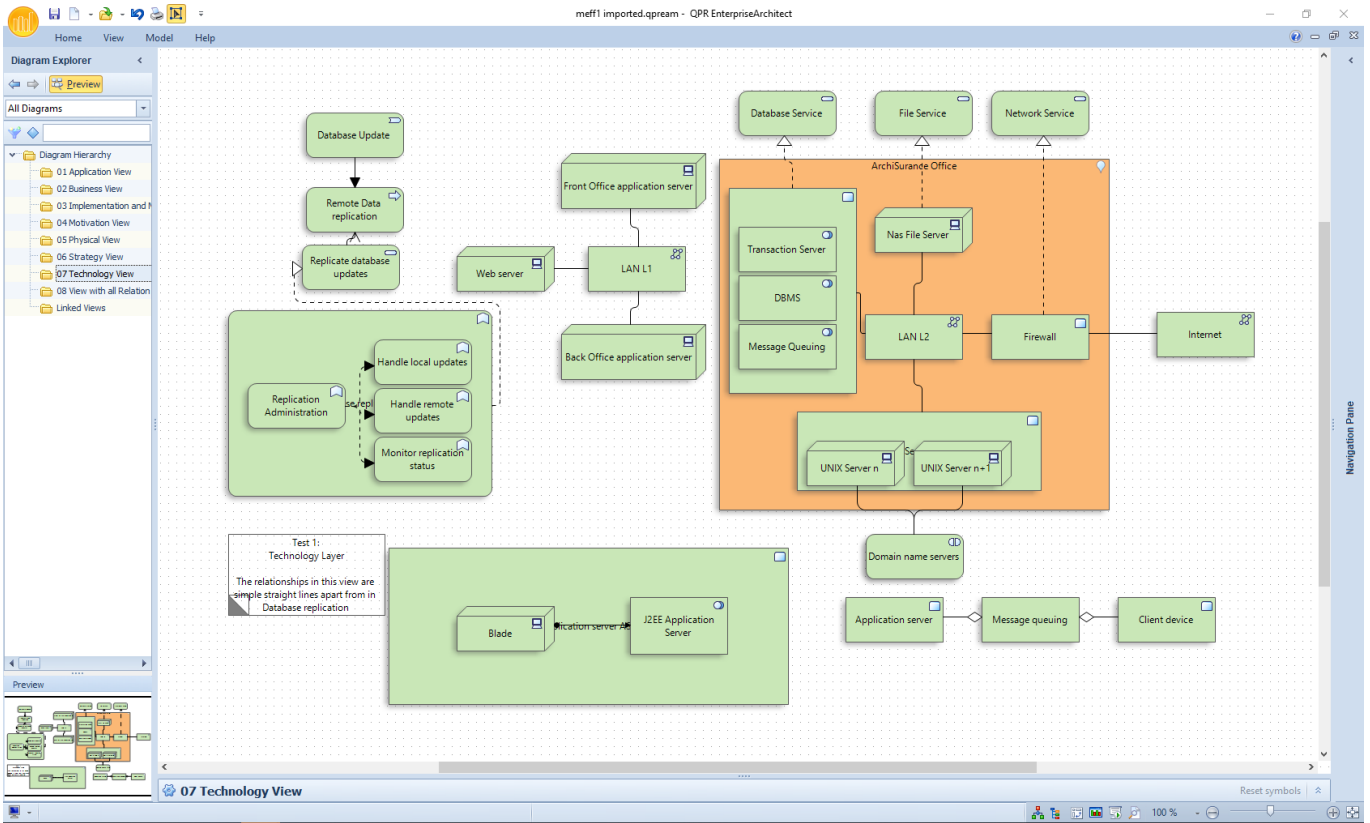 meff1 imported.qpream - QPR EnterpriseArchitect
Home View Model Help
Diagram Explorer
Preview
All Diagrams
Diagram Hierarchy
01 Application View
02 Business View
03 Implementation and
04 Motivation View
05 Physical View
06 Strategy View
07 Technology View
08 View with all Relation
Linked Views
Preview
Database Update
Remote Data
replication
Replicate database
updates
Front Office application server
Web server
LAN L1
Back Office application server
Database Service
File Service
Network Service
ArchiSurance Office
Transaction Server
DBMS
Message Queuing
Nas File Server
LAN L2
Firewall
Internet
Se
UNIX Server n
UNIX Server n+1
Domain name servers
Handle local updates
Replication
Administration
se repl
Handle remote
updates
Monitor replication
status
Test 1:
Technology Layer
The relationships in this view are
simple straight lines apart from in
Database replication
Blade
lication server
J2EE Application
Server
Application server
Message queuing
Client device
Navigation Pane
07 Technology View
Reset symbols
100 %